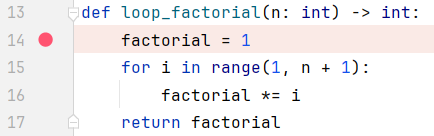 13 def loop_factorial(n: int) -> int:
14     factorial = 1
15     for i in range(1, n + 1):
16         factorial *= i
17     return factorial